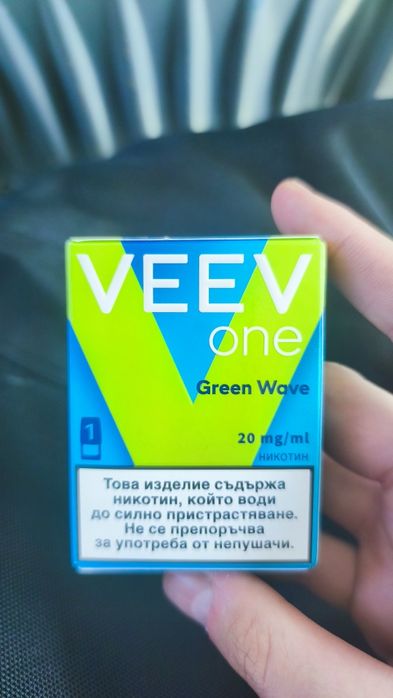 VEEV
one
Green Wave
20 mg/ml
никотин
1
Това изделие съдържа
никотин, който води
до силно пристрастяване.
Не се препоръчва
за употреба от непушачи.